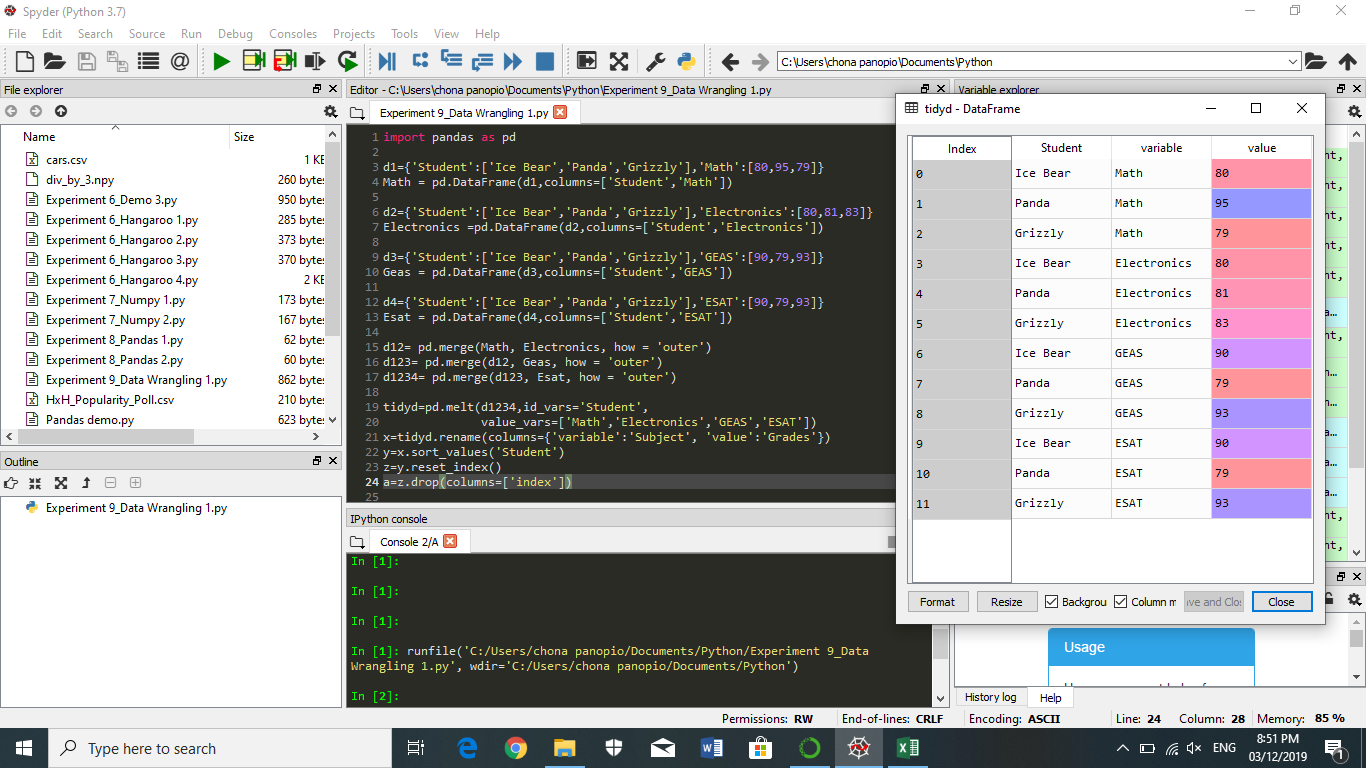 Spyder (Python 3.7)
File Edit Search Source Run Debug Consoles Projects Tools View Help
C:\Users\chona panopio\Documents\Python
File explorer
Name Size
cars.csv 1 KE
div_by_3.npy 260 bytes
Experiment 6_Demo 3.py 950 bytes
Experiment 6_Hangaroo 1.py 285 bytes
Experiment 6_Hangaroo 2.py 373 bytes
Experiment 6_Hangaroo 3.py 370 bytes
Experiment 6_Hangaroo 4.py 2 KE
Experiment 7_Numpy 1.py 173 bytes
Experiment 7_Numpy 2.py 167 bytes
Experiment 8_Pandas 1.py 62 bytes
Experiment 8_Pandas 2.py 60 bytes
Experiment 9_Data Wrangling 1.py 862 bytes
HxH_Popularity_Poll.csv 210 bytes
Pandas demo.py 623 bytes
Outline
Experiment 9_Data Wrangling 1.py
Editor - C:\Users\chona panopio\Documents\Python\Experiment 9_Data Wrangling 1.py
Experiment 9_Data Wrangling 1.py
1 import pandas as pd
2
3 d1={'Student':['Ice Bear','Panda','Grizzly'],'Math':[80,95,79]}
4 Math = pd.DataFrame(d1,columns=['Student','Math'])
5
6 d2={'Student':['Ice Bear','Panda','Grizzly'],'Electronics':[80,81,83]}
7 Electronics =pd.DataFrame(d2,columns=['Student','Electronics'])
8
9 d3={'Student':['Ice Bear','Panda','Grizzly'],'GEAS':[90,79,93]}
10 Geas = pd.DataFrame(d3,columns=['Student','GEAS'])
11
12 d4={'Student':['Ice Bear','Panda','Grizzly'],'ESAT':[90,79,93]}
13 Esat = pd.DataFrame(d4,columns=['Student','ESAT'])
14
15 d12= pd.merge(Math, Electronics, how = 'outer')
16 d123= pd.merge(d12, Geas, how = 'outer')
17 d1234= pd.merge(d123, Esat, how = 'outer')
18
19 tidyd=pd.melt(d1234,id_vars='Student',
20 value_vars=['Math','Electronics','GEAS','ESAT'])
21 x=tidyd.rename(columns={'variable':'Subject', 'value':'Grades'})
22 y=x.sort_values('Student')
23 z=y.reset_index()
24 a=z.drop(columns=['index'])
25
IPython console
Console 2/A
In [1]:
In [1]:
In [1]:
In [1]: runfile('C:/Users/chona panopio/Documents/Python/Experiment 9_Data
Wrangling 1.py', wdir='C:/Users/chona panopio/Documents/Python')
In [2]:
Variable explorer
tidyd - DataFrame
Index Student variable value
0 Ice Bear Math 80
1 Panda Math 95
2 Grizzly Math 79
3 Ice Bear Electronics 80
4 Panda Electronics 81
5 Grizzly Electronics 83
6 Ice Bear GEAS 90
7 Panda GEAS 79
8 Grizzly GEAS 93
9 Ice Bear ESAT 90
10 Panda ESAT 79
11 Grizzly ESAT 93
Format Resize Backgrou Column m ive and Clos Close
Usage
History log Help
Permissions: RW End-of-lines: CRLF Encoding: ASCII Line: 24 Column: 28 Memory: 85 %
Type here to search
ENG
8:51 PM
03/12/2019
1